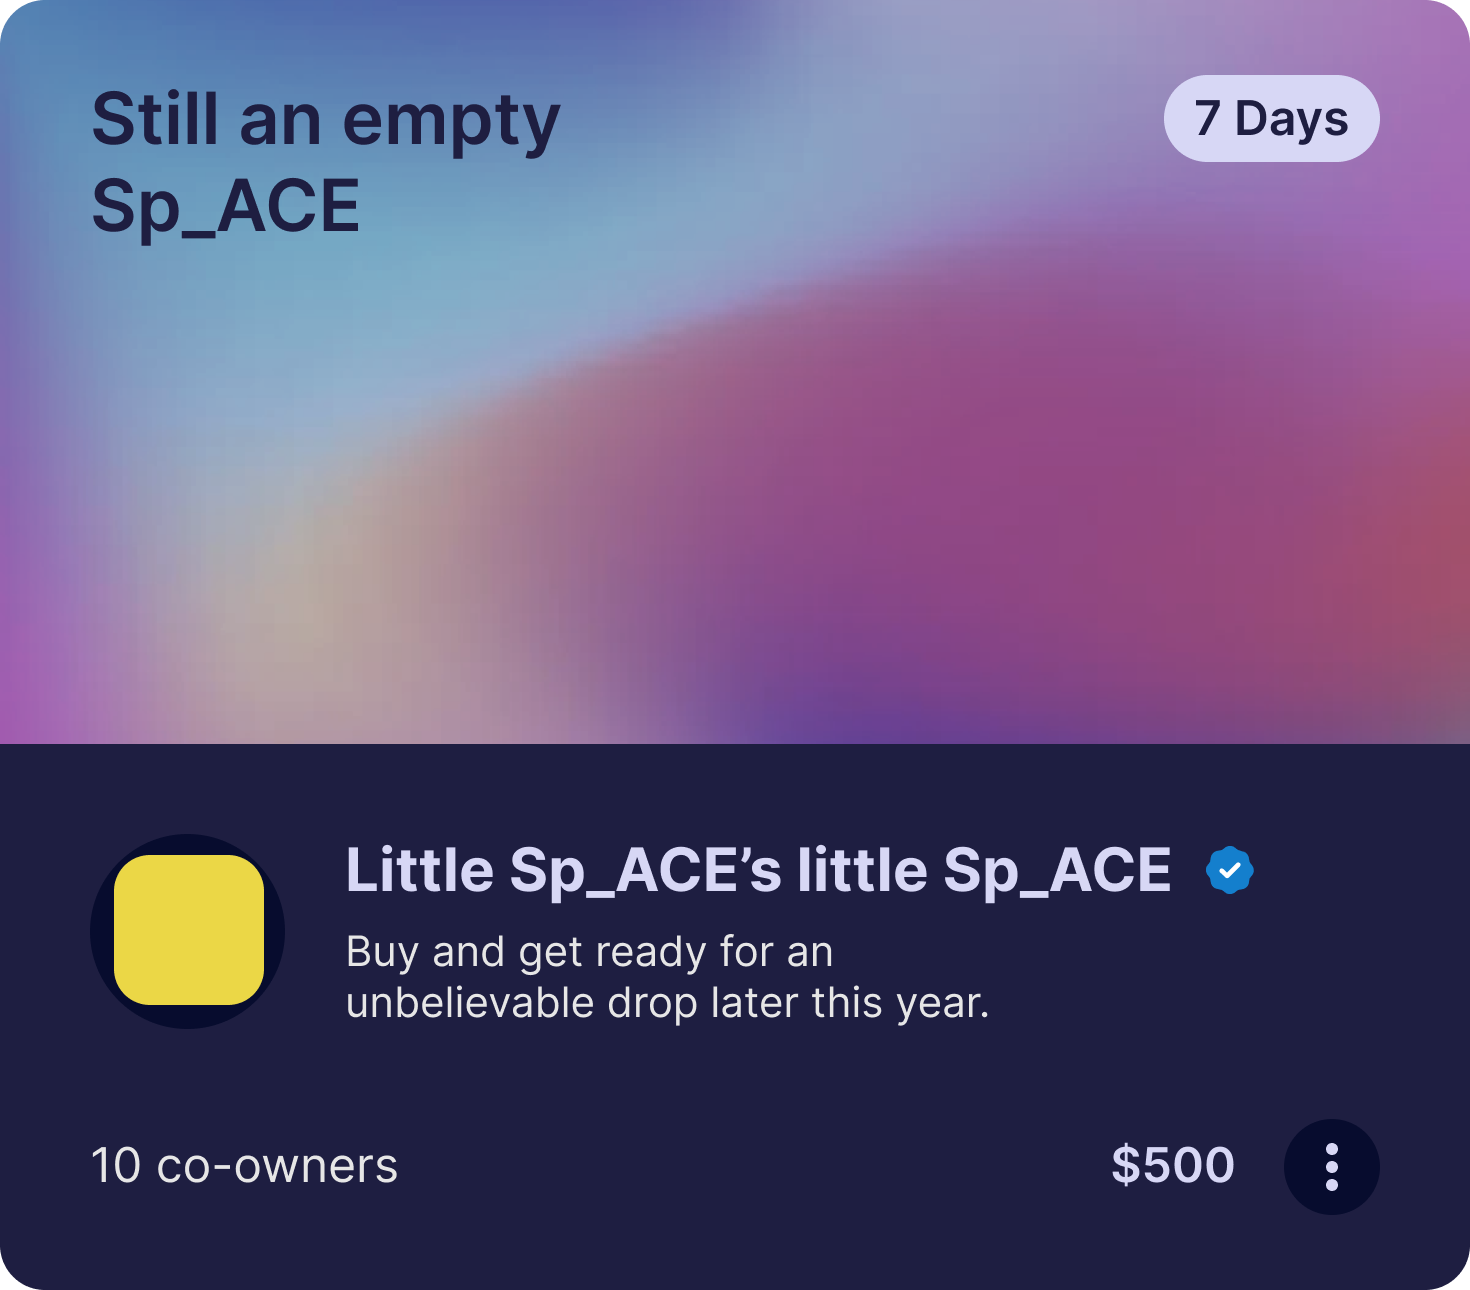 Still an empty
Sp_ACE
7 Days
Little Sp_ACE’s little Sp_ACE
Buy and get ready for an
unbelievable drop later this year.
10 co-owners
$500